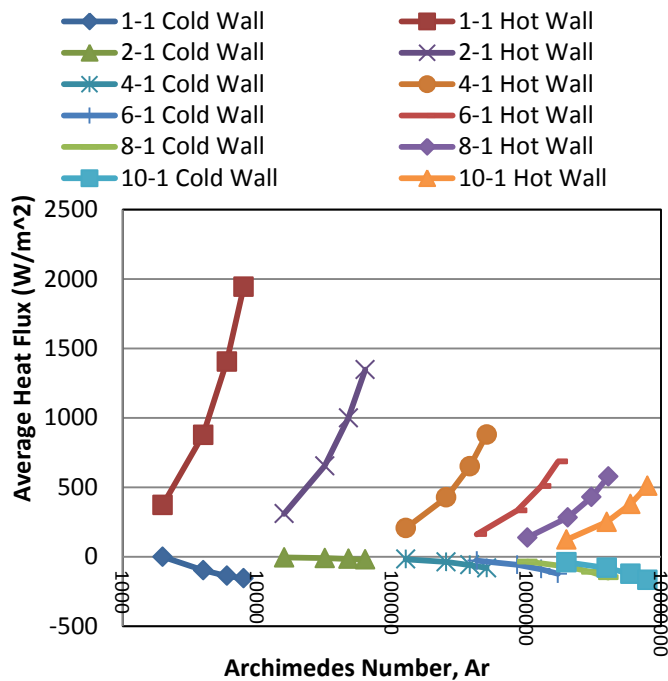 1-1 Cold Wall
1-1 Hot Wall
2-1 Cold Wall
2-1 Hot Wall
4-1 Cold Wall
4-1 Hot Wall
6-1 Cold Wall
6-1 Hot Wall
8-1 Cold Wall
8-1 Hot Wall
10-1 Cold Wall
10-1 Hot Wall
Average Heat Flux (W/m^2)
2500
2000
1500
1000
500
0
-500
1000
10000
100000
1000000
10000000
Archimedes Number, Ar